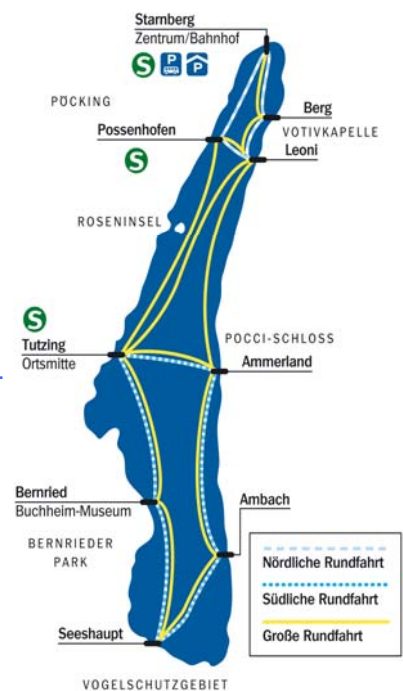 Starnberg
Zentrum/Bahnhof
S P P
PÖCKING
Berg
VOTIVKAPELLE
Possenhofen
Leoni
S
ROSENINSEL
S
Tutzing
Ortsmitte
POCCI-SCHLOSS
Ammerland
Bernried
Buchheim-Museum
Ambach
BERNRIEDER
PARK
Nördliche Rundfahrt
Südliche Rundfahrt
Große Rundfahrt
Seeshaupt
VOGELSCHUTZGEBIET